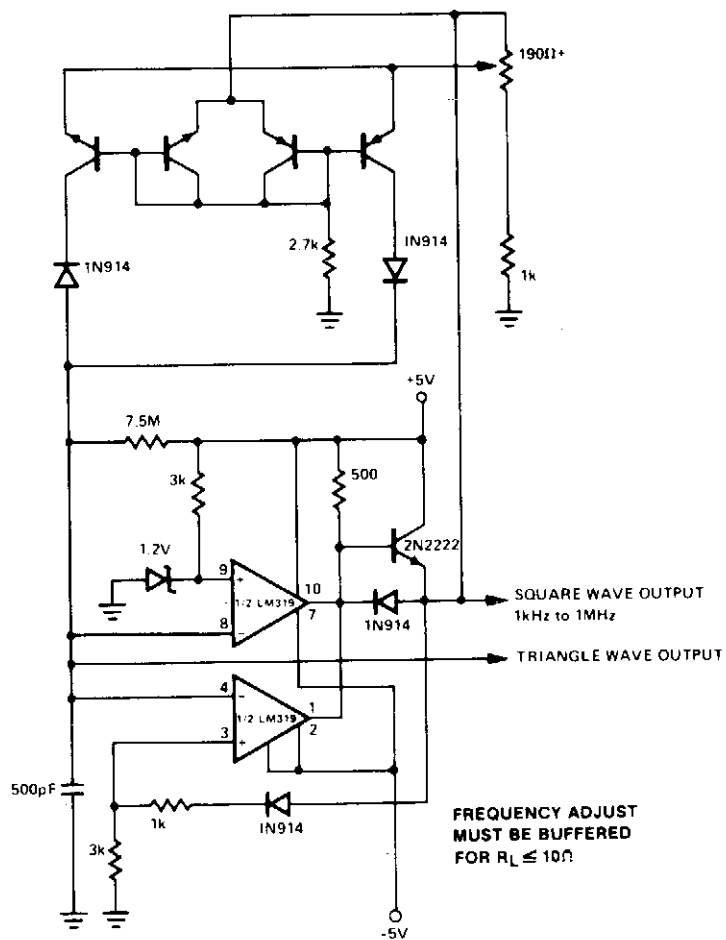 190Ω+
2.7k
1N914
IN914
1k
+5V
7.5M
3k
500
1.2V
2N2222
9
+
10
1/2 LM319
7
8
−
1N914
SQUARE WAVE OUTPUT
1kHz to 1MHz
TRIANGLE WAVE OUTPUT
4
−
1
1/2 LM319
2
3
+
500pF
1k
IN914
3k
FREQUENCY ADJUST
MUST BE BUFFERED
FOR RL ≦ 10Ω
-5V